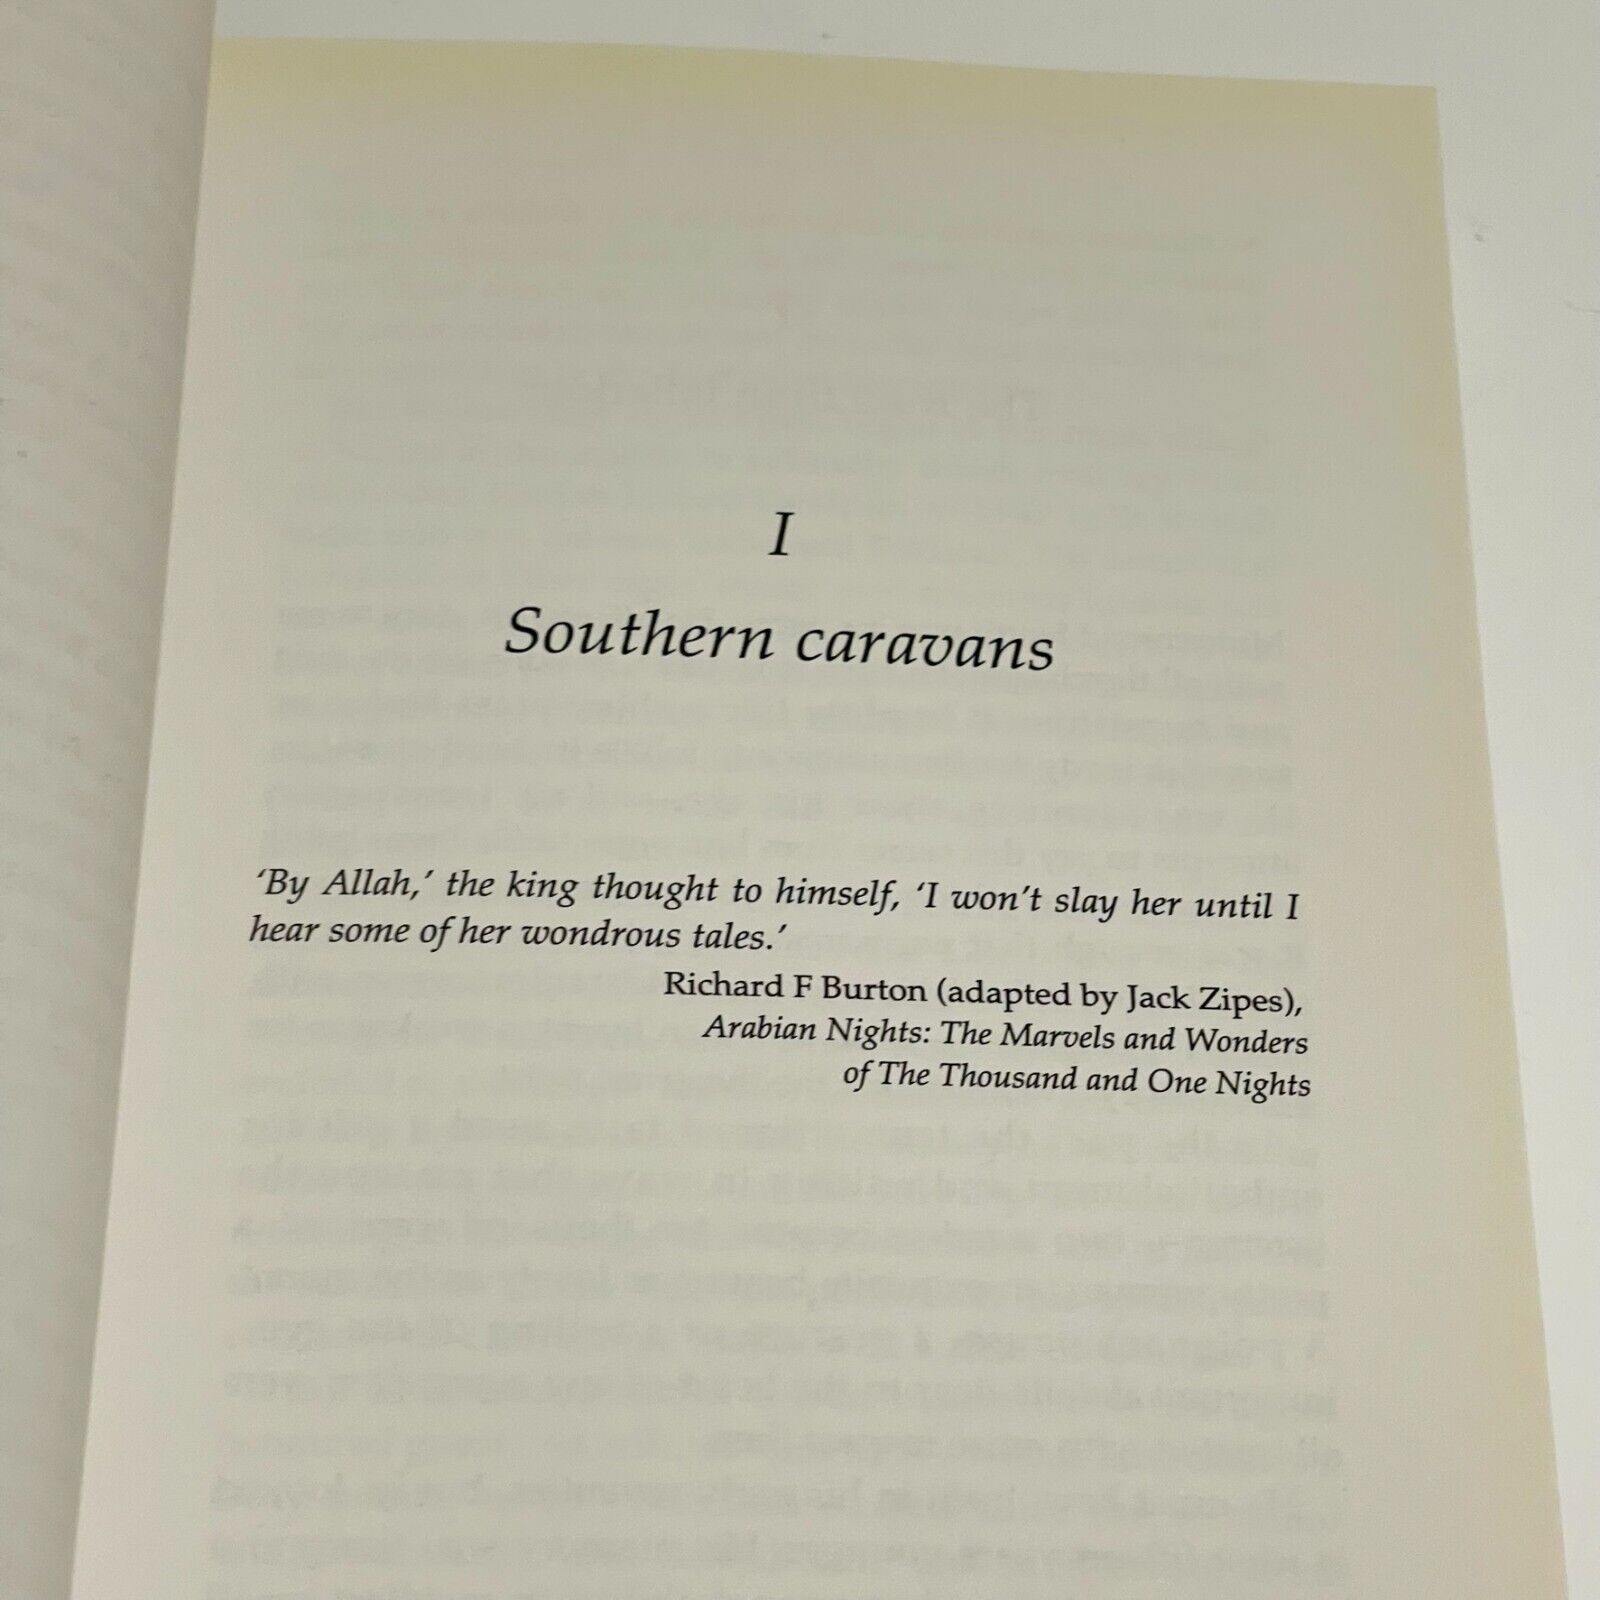 I
Southern caravans
‘By Allah,’ the king thought to himself, ‘I won’t slay her until I
hear some of her wondrous tales.’
Richard F Burton (adapted by Jack Zipes),
Arabian Nights: The Marvels and Wonders
of The Thousand and One Nights